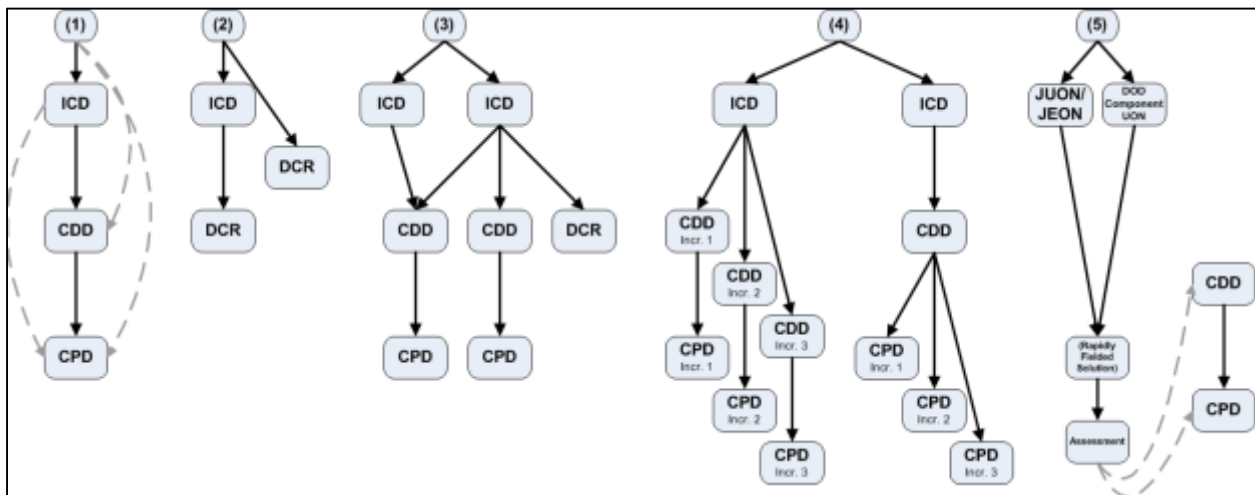 (1)
ICD
CDD
CPD
(2)
ICD
DCR
DCR
(3)
ICD
ICD
CDD
CDD
DCR
CPD
CPD
(4)
ICD
ICD
CDD
Incr. 1
CDD
Incr. 2
CDD
Incr. 3
CPD
Incr. 1
CPD
Incr. 2
CPD
Incr. 3
CDD
CPD
Incr. 1
CPD
Incr. 2
CPD
Incr. 3
(5)
JUON/
JEON
DOD
Component
UON
(Rapidly
Fielded
Solution)
Assessment
CDD
CPD